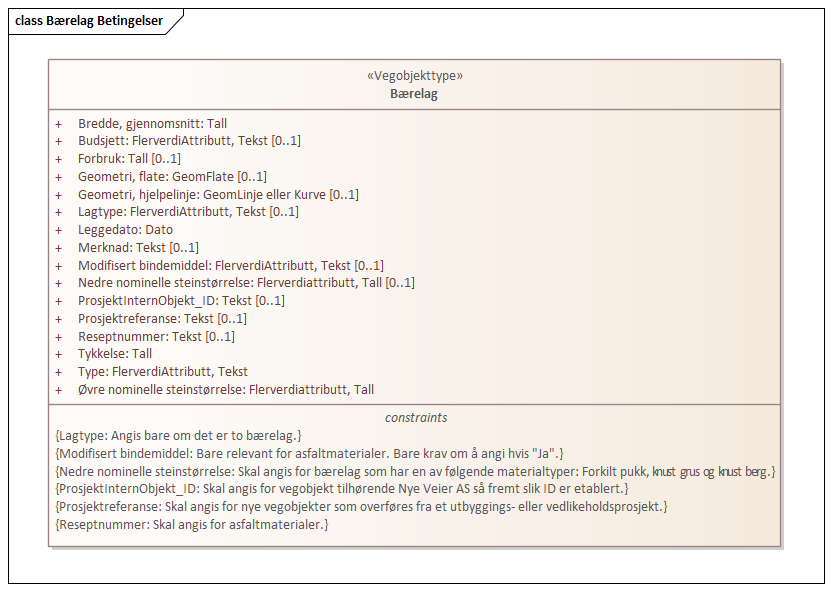 class Bærelag Betingelser
«Vegobjekttype»
Bærelag
+ Bredde, gjennomsnitt: Tall
+ Budsjett: FlerverdiAttributt, Tekst [0..1]
+ Forbruk: Tall [0..1]
+ Geometri, flate: GeomFlate [0..1]
+ Geometri, hjelpelinje: GeomLinje eller Kurve [0..1]
+ Lagtype: FlerverdiAttributt, Tekst [0..1]
+ Leggedato: Dato
+ Merknad: Tekst [0..1]
+ Modifisert bindemiddel: FlerverdiAttributt, Tekst [0..1]
+ Nedre nominelle steinstørrelse: Flerverdiattributt, Tall [0..1]
+ ProsjektInternObjekt_ID: Tekst [0..1]
+ Prosjektreferanse: Tekst [0..1]
+ Reseptnummer: Tekst [0..1]
+ Tykkelse: Tall
+ Type: FlerverdiAttributt, Tekst
+ Øvre nominelle steinstørrelse: Flerverdiattributt, Tall
constraints
{Lagtype: Angis bare om det er to bærelag.}
{Modifisert bindemiddel: Bare relevant for asfaltmaterialer. Bare krav om å angi hvis "Ja".}
{Nedre nominelle steinstørrelse: Skal angis for bærelag som har en av følgende materialtyper: Forkilt pukk, knust grus og knust berg.}
{ProsjektInternObjekt_ID: Skal angis for vegobjekt tilhørende Nye Veier AS så fremt slik ID er etablert.}
{Prosjektreferanse: Skal angis for nye vegobjekter som overføres fra et utbyggings- eller vedlikeholdsprosjekt.}
{Reseptnummer: Skal angis for asfaltmaterialer.}